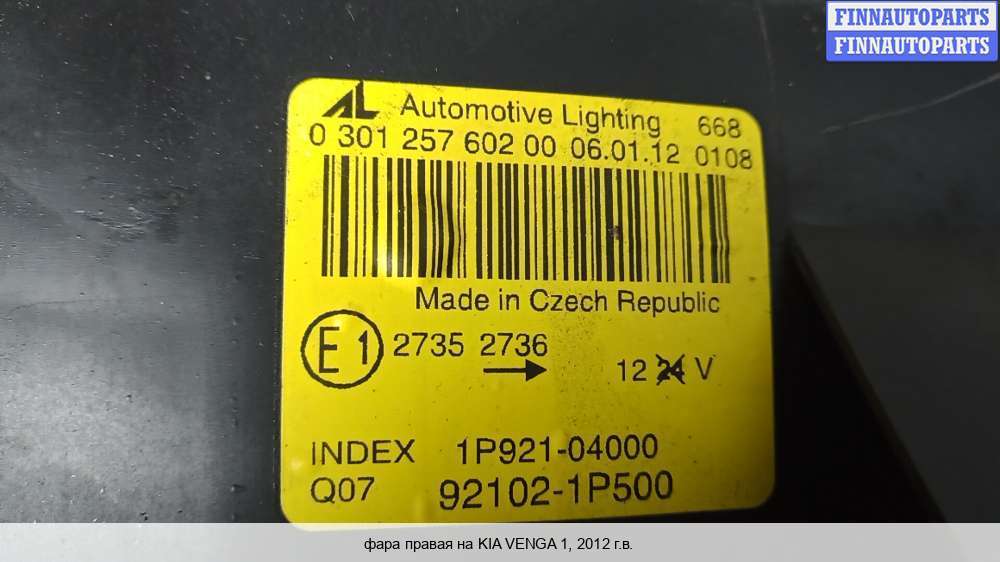 FINNAUTOPARTS
FINNAUTOPARTS
AL Automotive Lighting 668
0 301 257 602 00 06.01.12 0108
Made in Czech Republic
E1 2735 2736
12 24 V
INDEX 1P921-04000
Q07 92102-1P500
фара правая на KIA VENGA 1, 2012 г.в.